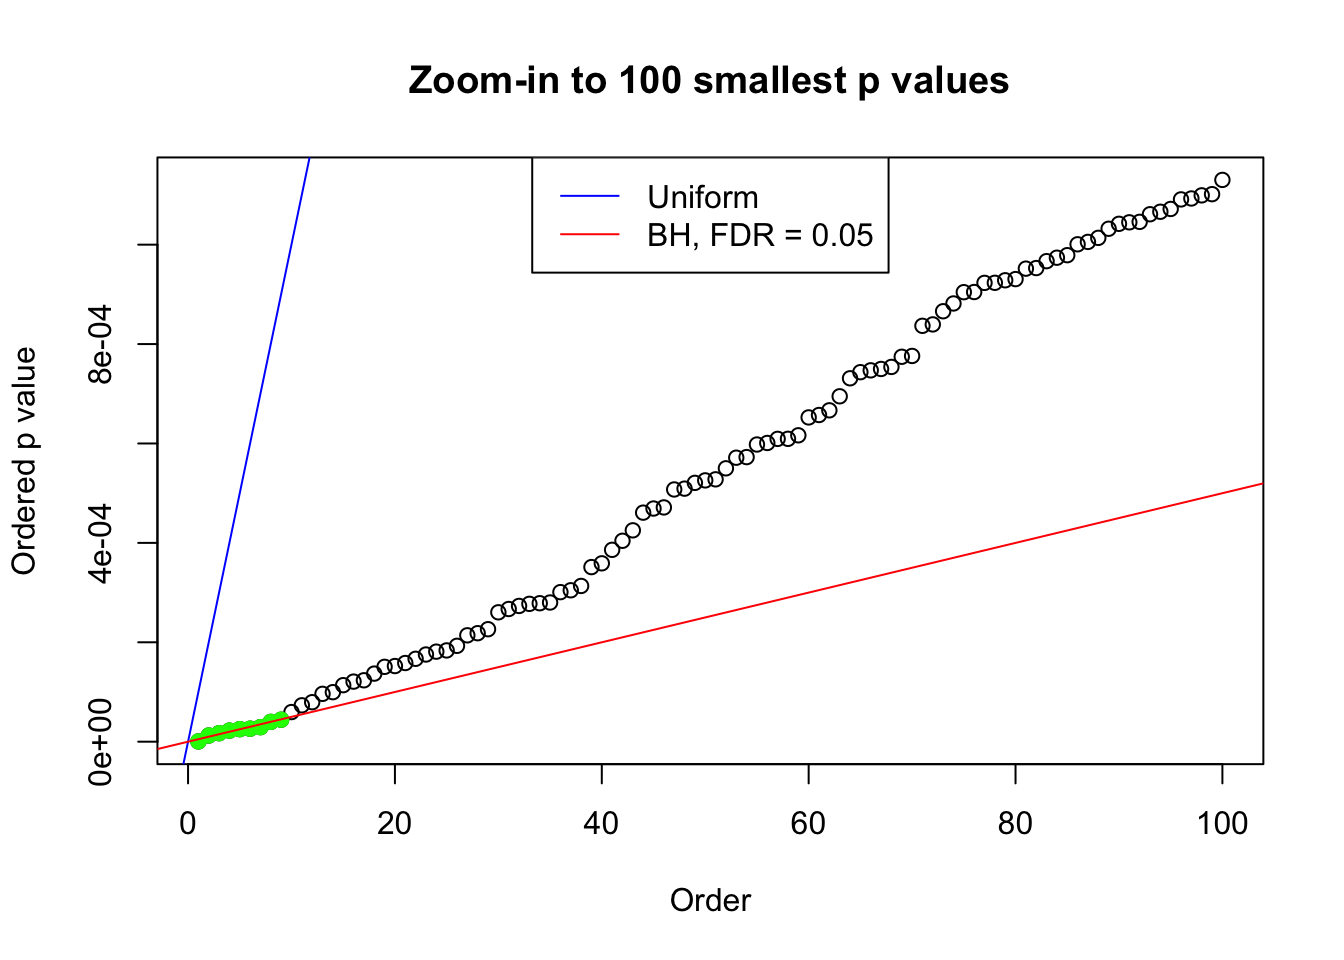 Zoom-in to 100 smallest p values
Uniform
BH, FDR = 0.05
Ordered p value
8e-04
4e-04
0e+00
0 20 40 60 80 100
Order